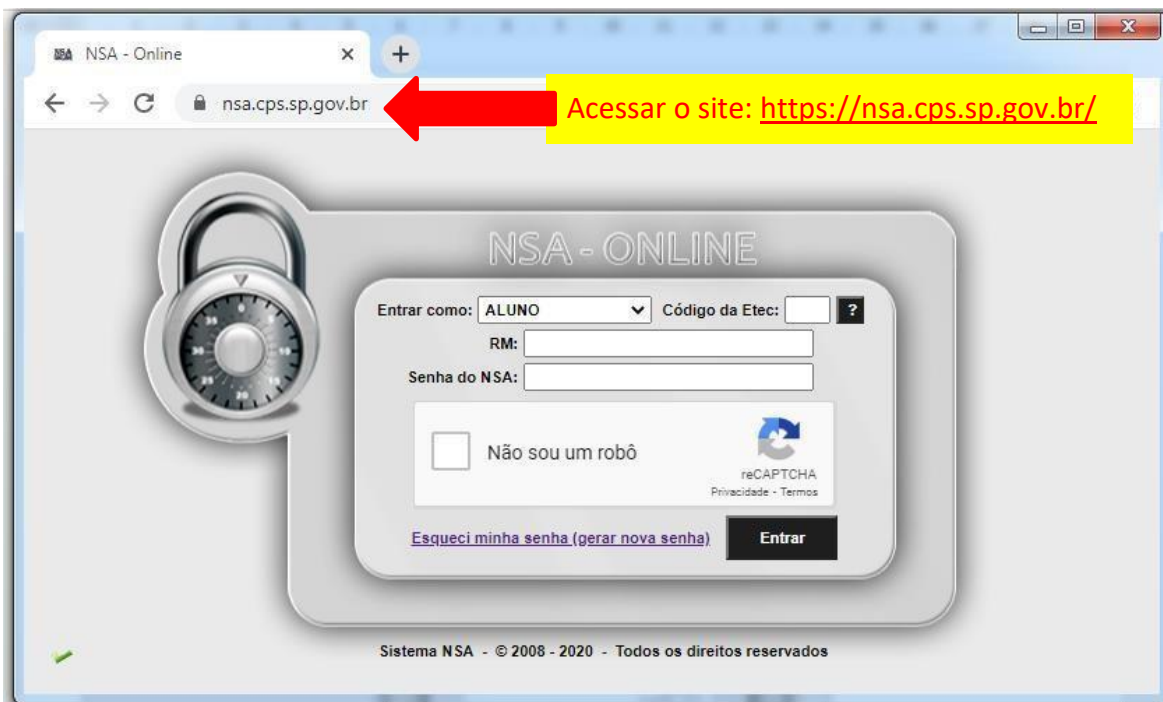 NSA - Online
nsa.cps.sp.gov.br
Acessar o site: https://nsa.cps.sp.gov.br/
NSA - ONLINE
Entrar como: ALUNO Código da Etec: ?
RM:
Senha do NSA:
Não sou um robô
reCAPTCHA
Privacidade - Termos
Esqueci minha senha (gerar nova senha) Entrar
Sistema NSA - © 2008 - 2020 - Todos os direitos reservados